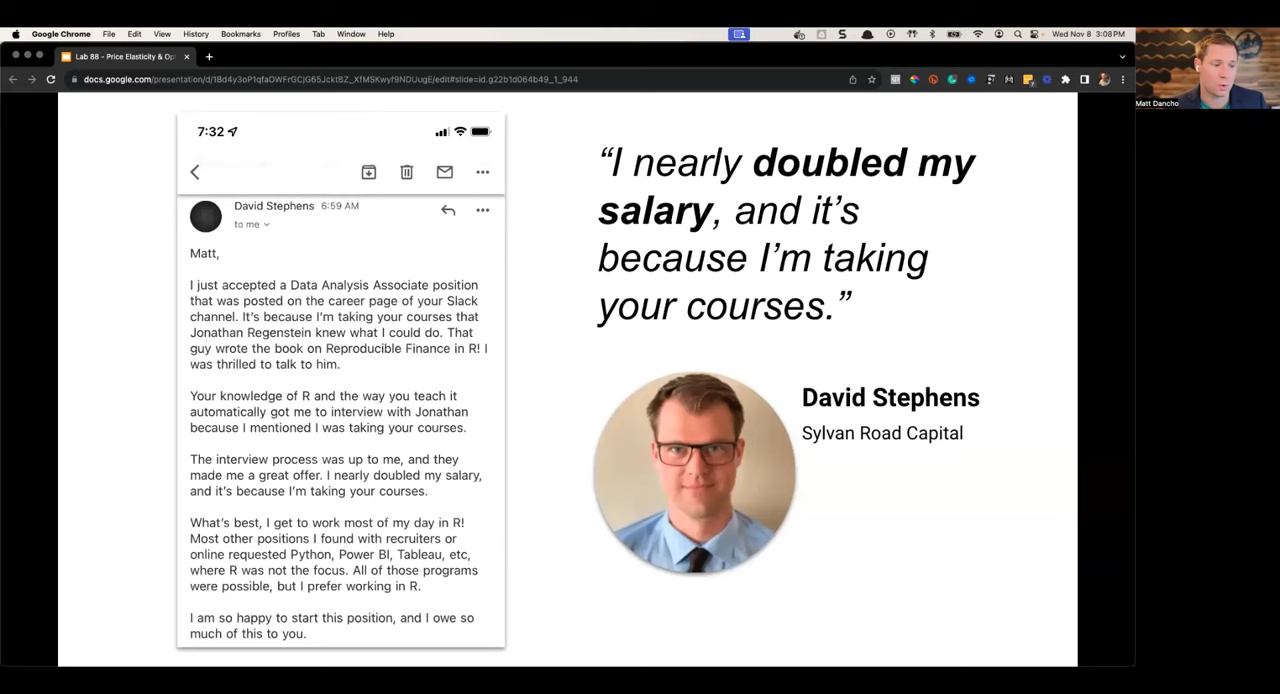 Google Chrome File Edit View History Bookmarks Profiles Tab Window Help Wed Nov 8 3:08 PM
Lab 88 - Price Elasticity & Op
docs.google.com/presentation/d/
Matt Dancho
7:32
David Stephens 6:59 AM
to me
Matt,
I just accepted a Data Analysis Associate position
that was posted on the career page of your Slack
channel. It's because I'm taking your courses that
Jonathan Regenstein knew what I could do. That
guy wrote the book on Reproducible Finance in R! I
was thrilled to talk to him.
Your knowledge of R and the way you teach it
automatically got me to interview with Jonathan
because I mentioned I was taking your courses.
The interview process was up to me, and they
made me a great offer. I nearly doubled my salary,
and it's because I'm taking your courses.
What's best, I get to work most of my day in R!
Most other positions I found with recruiters or
online requested Python, Power BI, Tableau, etc,
where R was not the focus. All of those programs
were possible, but I prefer working in R.
I am so happy to start this position, and I owe so
much of this to you.
“I nearly doubled my
salary, and it’s
because I’m taking
your courses.”
David Stephens
Sylvan Road Capital